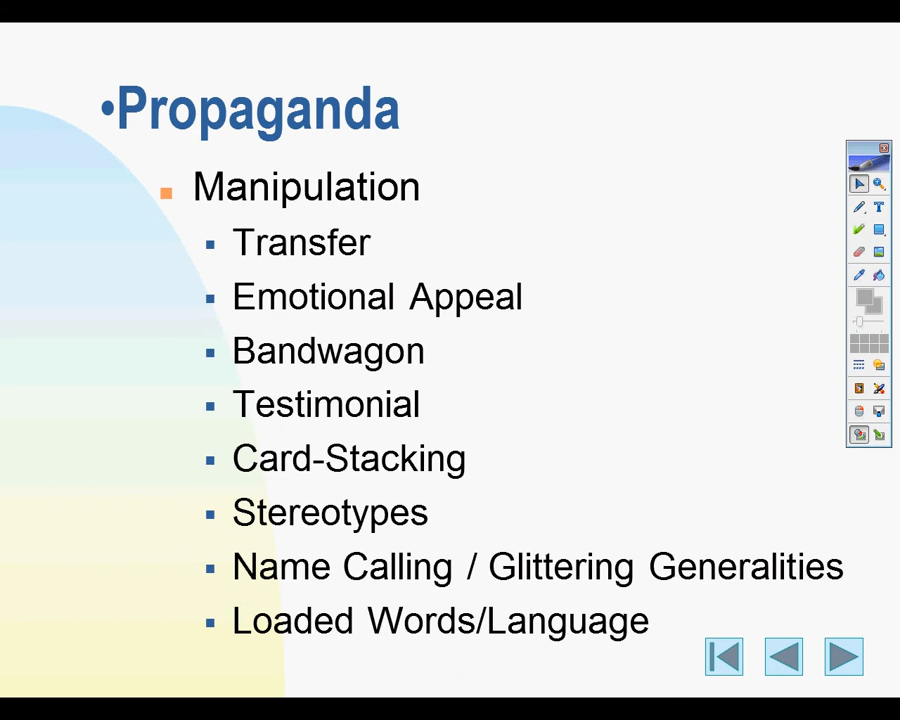 •Propaganda
Manipulation
Transfer
Emotional Appeal
Bandwagon
Testimonial
Card-Stacking
Stereotypes
Name Calling / Glittering Generalities
Loaded Words/Language